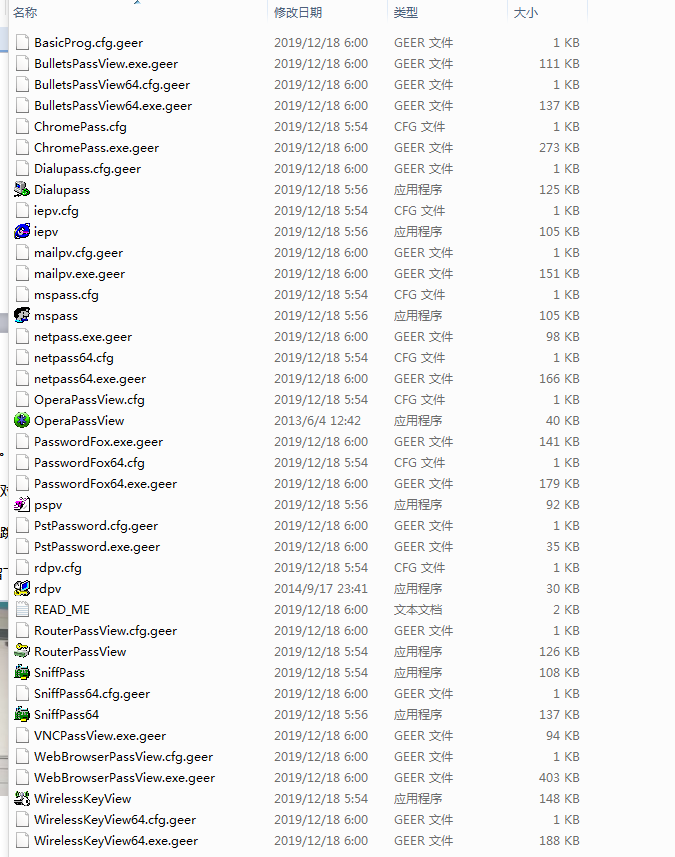 名称 修改日期 类型 大小
BasicProg.cfg.geer 2019/12/18 6:00 GEER 文件 1 KB
BulletsPassView.exe.geer 2019/12/18 6:00 GEER 文件 111 KB
BulletsPassView64.cfg.geer 2019/12/18 6:00 GEER 文件 1 KB
BulletsPassView64.exe.geer 2019/12/18 6:00 GEER 文件 137 KB
ChromePass.cfg 2019/12/18 5:54 CFG 文件 1 KB
ChromePass.exe.geer 2019/12/18 6:00 GEER 文件 273 KB
Dialupass.cfg.geer 2019/12/18 6:00 GEER 文件 1 KB
Dialupass 2019/12/18 5:56 应用程序 125 KB
iepv.cfg 2019/12/18 5:54 CFG 文件 1 KB
iepv 2019/12/18 5:56 应用程序 105 KB
mailpv.cfg.geer 2019/12/18 6:00 GEER 文件 1 KB
mailpv.exe.geer 2019/12/18 6:00 GEER 文件 151 KB
mspass.cfg 2019/12/18 5:54 CFG 文件 1 KB
mspass 2019/12/18 5:56 应用程序 105 KB
netpass.exe.geer 2019/12/18 6:00 GEER 文件 98 KB
netpass64.cfg 2019/12/18 5:54 CFG 文件 1 KB
netpass64.exe.geer 2019/12/18 6:00 GEER 文件 166 KB
OperaPassView.cfg 2019/12/18 5:54 CFG 文件 1 KB
OperaPassView 2013/6/4 12:42 应用程序 40 KB
PasswordFox.exe.geer 2019/12/18 6:00 GEER 文件 141 KB
PasswordFox64.cfg 2019/12/18 5:54 CFG 文件 1 KB
PasswordFox64.exe.geer 2019/12/18 6:00 GEER 文件 179 KB
pspv 2019/12/18 5:56 应用程序 92 KB
PstPassword.cfg.geer 2019/12/18 6:00 GEER 文件 1 KB
PstPassword.exe.geer 2019/12/18 6:00 GEER 文件 35 KB
rdpv.cfg 2019/12/18 5:54 CFG 文件 1 KB
rdpv 2014/9/17 23:41 应用程序 30 KB
READ_ME 2019/12/18 6:00 文本文档 2 KB
RouterPassView.cfg.geer 2019/12/18 6:00 GEER 文件 1 KB
RouterPassView 2019/12/18 5:54 应用程序 126 KB
SniffPass 2019/12/18 5:54 应用程序 108 KB
SniffPass64.cfg.geer 2019/12/18 6:00 GEER 文件 1 KB
SniffPass64 2019/12/18 5:56 应用程序 137 KB
VNCPassView.exe.geer 2019/12/18 6:00 GEER 文件 94 KB
WebBrowserPassView.cfg.geer 2019/12/18 6:00 GEER 文件 1 KB
WebBrowserPassView.exe.geer 2019/12/18 6:00 GEER 文件 403 KB
WirelessKeyView 2019/12/18 5:54 应用程序 148 KB
WirelessKeyView64.cfg.geer 2019/12/18 6:00 GEER 文件 1 KB
WirelessKeyView64.exe.geer 2019/12/18 6:00 GEER 文件 188 KB